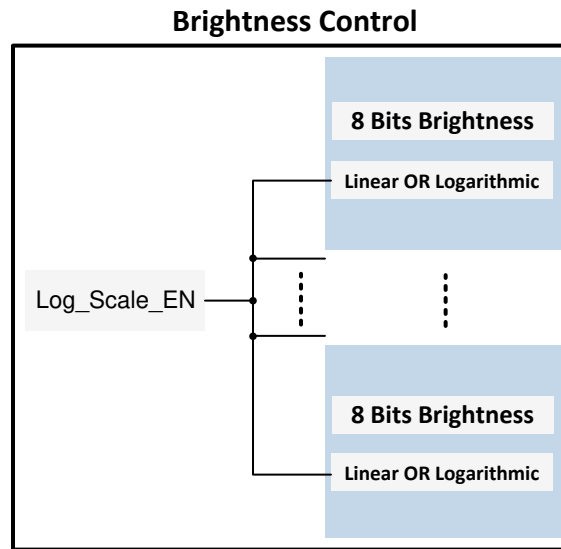 Brightness Control
8 Bits Brightness
Linear OR Logarithmic
Log_Scale_EN
8 Bits Brightness
Linear OR Logarithmic